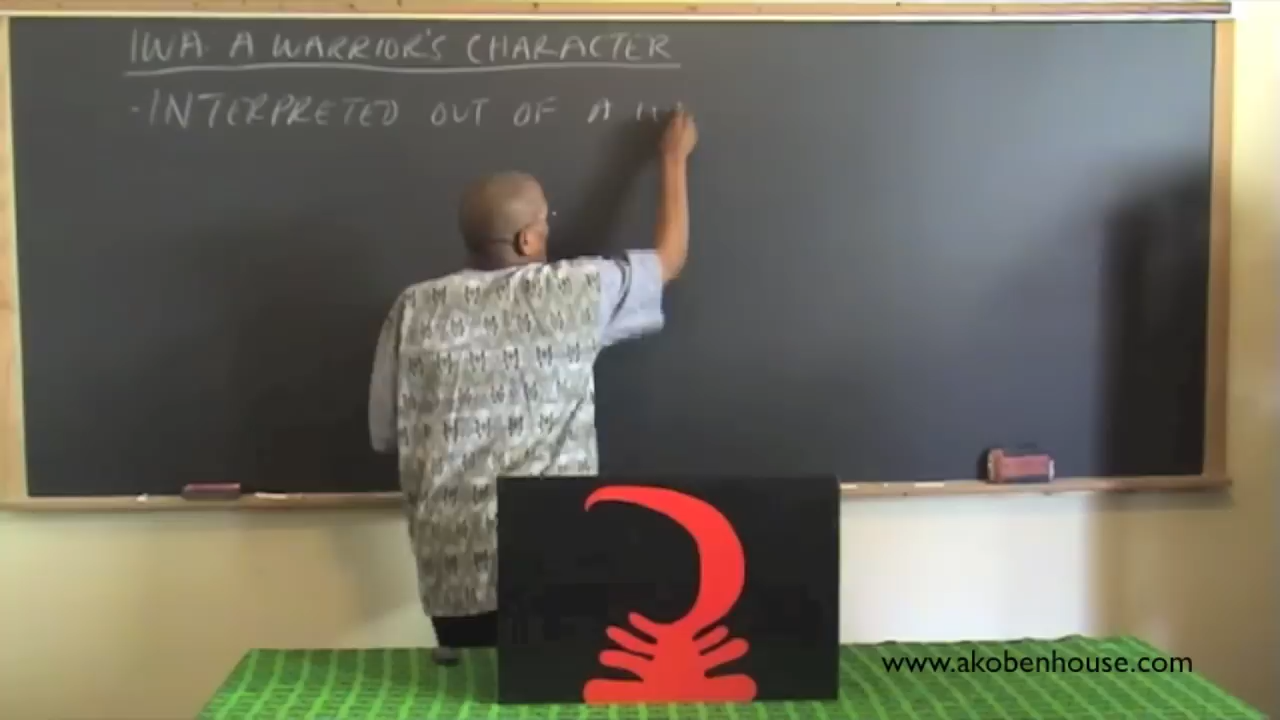 IWA. A WARRIOR'S CHARACTER
-INTERPRETED OUT OF A
www.akobenhouse.com